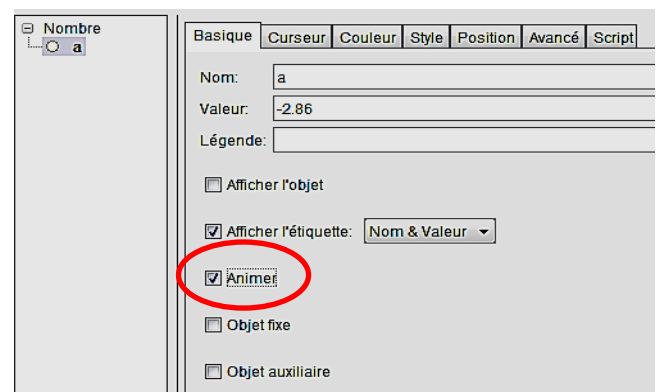 Nombre
a
Basique Curseur Couleur Style Position Avancé Script
Nom: a
Valeur: -2.86
Légende:
Afficher l'objet
Afficher l'étiquette: Nom & Valeur
Animer
Objet fixe
Objet auxiliaire